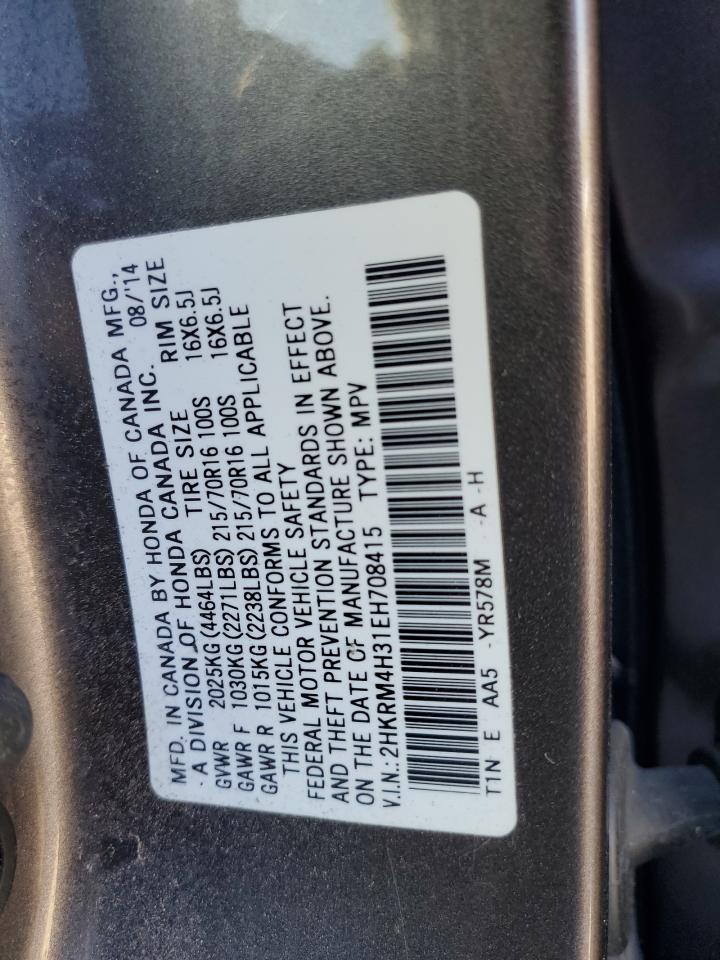 MFD. IN CANADA BY HONDA OF CANADA MFG.,
- A DIVISION OF HONDA CANADA INC. 08/'14
TIRE SIZE RIM SIZE
GVWR 2025KG (4464LBS)
GAWR F 1030KG (2271LBS) 215/70R16 100S 16X6.5J
GAWR R 1015KG (2238LBS) 215/70R16 100S 16X6.5J
THIS VEHICLE CONFORMS TO ALL APPLICABLE
FEDERAL MOTOR VEHICLE SAFETY
AND THEFT PREVENTION STANDARDS IN EFFECT
ON THE DATE OF MANUFACTURE SHOWN ABOVE.
V.I.N.: 2HKRM4H31EH708415 TYPE: MPV
T1N E AA5 -YR578M -A -H